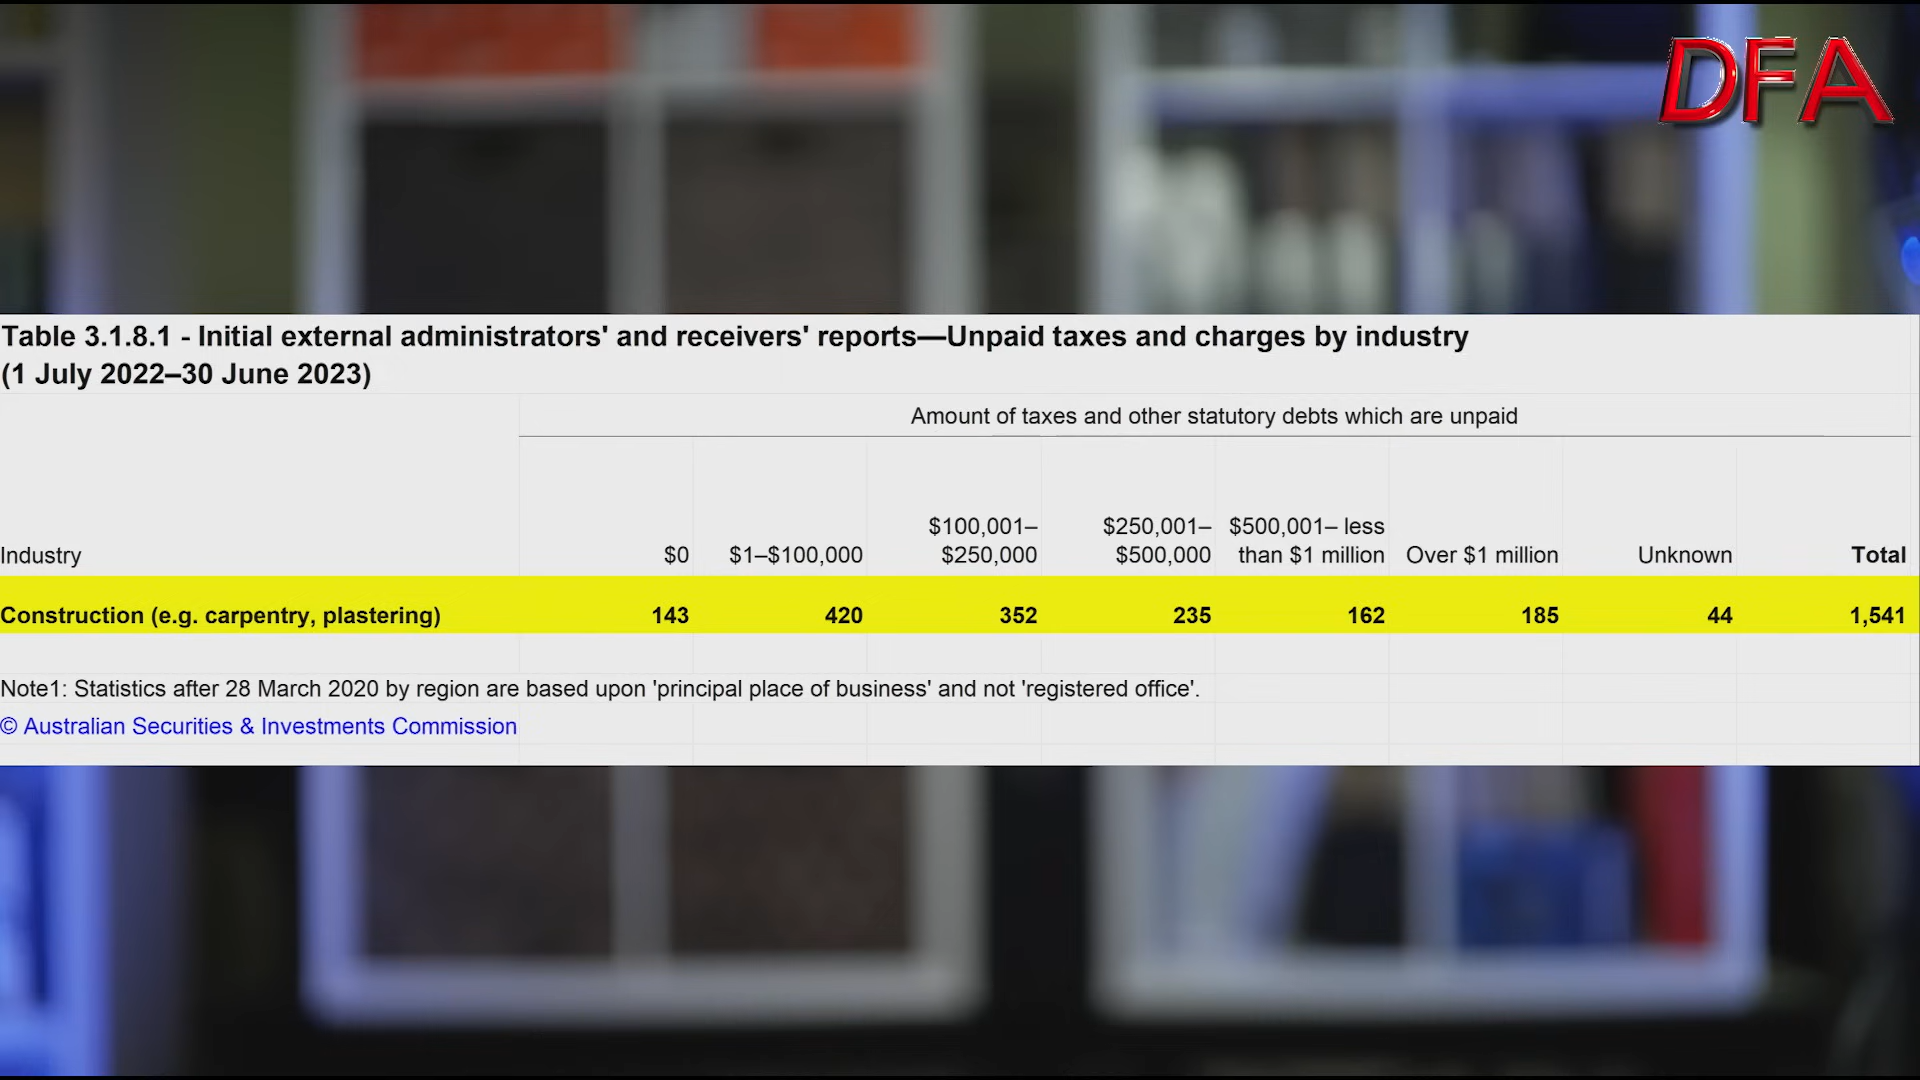 DFA
Table 3.1.8.1 - Initial external administrators' and receivers' reports—Unpaid taxes and charges by industry
(1 July 2022–30 June 2023)
Amount of taxes and other statutory debts which are unpaid
Industry $0 $1–$100,000 $100,001–$250,000 $250,001–$500,000 $500,001– less than $1 million Over $1 million Unknown Total
Construction (e.g. carpentry, plastering) 143 420 352 235 162 185 44 1,541
Note1: Statistics after 28 March 2020 by region are based upon 'principal place of business' and not 'registered office'.
© Australian Securities & Investments Commission